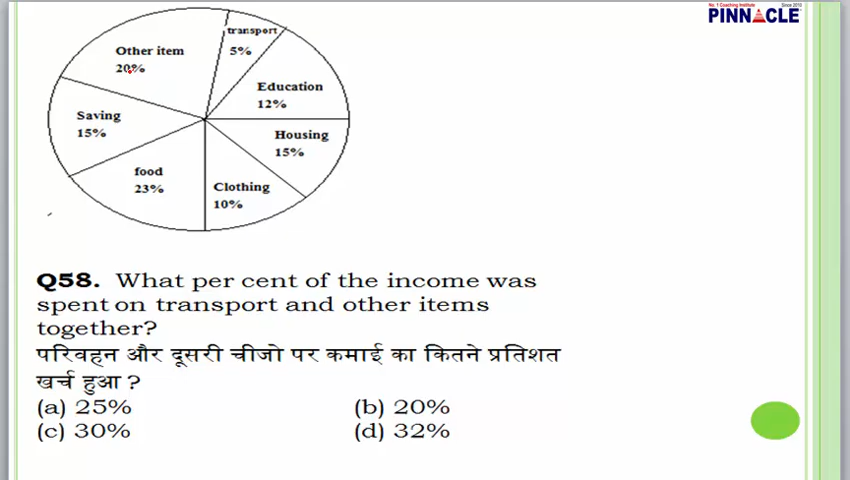 No. 1 Coaching Institute
Since 2010
PINNACLE
transport
5%
Other item
20%
Education
12%
Saving
15%
Housing
15%
food
23%
Clothing
10%
Q58. What per cent of the income was
spent on transport and other items
together?
परिवहन और दूसरी चीजो पर कमाई का कितने प्रतिशत
खर्च हुआ ?
(a) 25% (b) 20%
(c) 30% (d) 32%